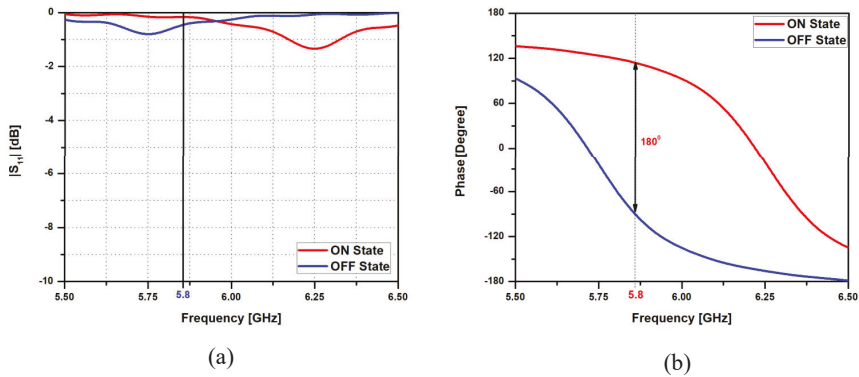 0
-2
-4
-6
-8
-10
|S₁₁| [dB]
ON State
OFF State
5.50
5.75
5.8
6.00
6.25
6.50
Frequency [GHz]
(a)
ON State
OFF State
120
60
0
-60
-120
-180
Phase [Degree]
180⁰
5.50
5.75
5.8
6.00
6.25
6.50
Frequency [GHz]
(b)